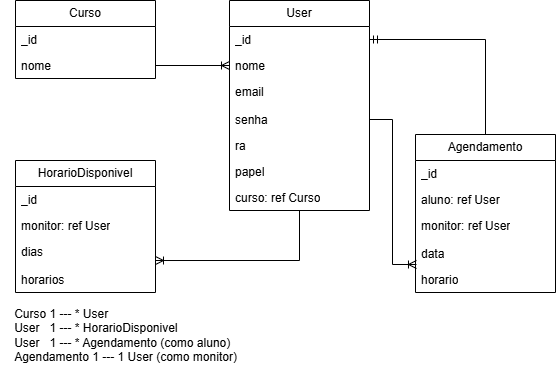 Curso
_id
nome
User
_id
nome
email
senha
ra
papel
curso: ref Curso
HorarioDisponivel
_id
monitor: ref User
dias
horarios
Agendamento
_id
aluno: ref User
monitor: ref User
data
horario
Curso 1 --- * User
User 1 --- * HorarioDisponivel
User 1 --- * Agendamento (como aluno)
Agendamento 1 --- 1 User (como monitor)